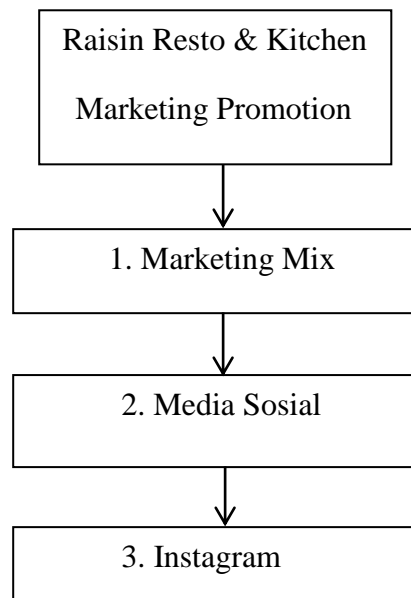 Raisin Resto & Kitchen
Marketing Promotion
1. Marketing Mix
2. Media Sosial
3. Instagram